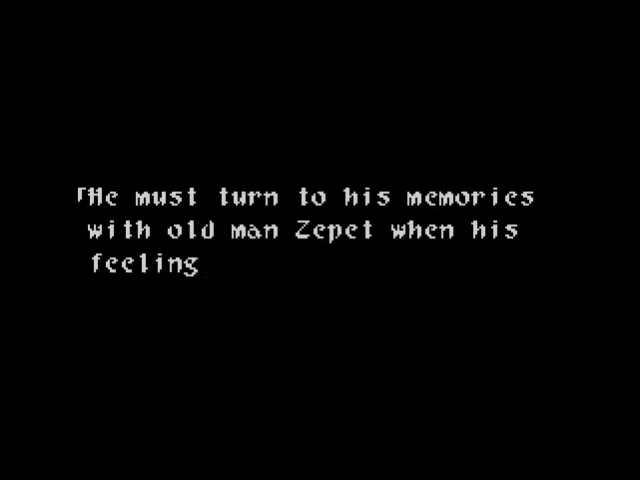 「He must turn to his memories
with old man Zepet when his
feeling